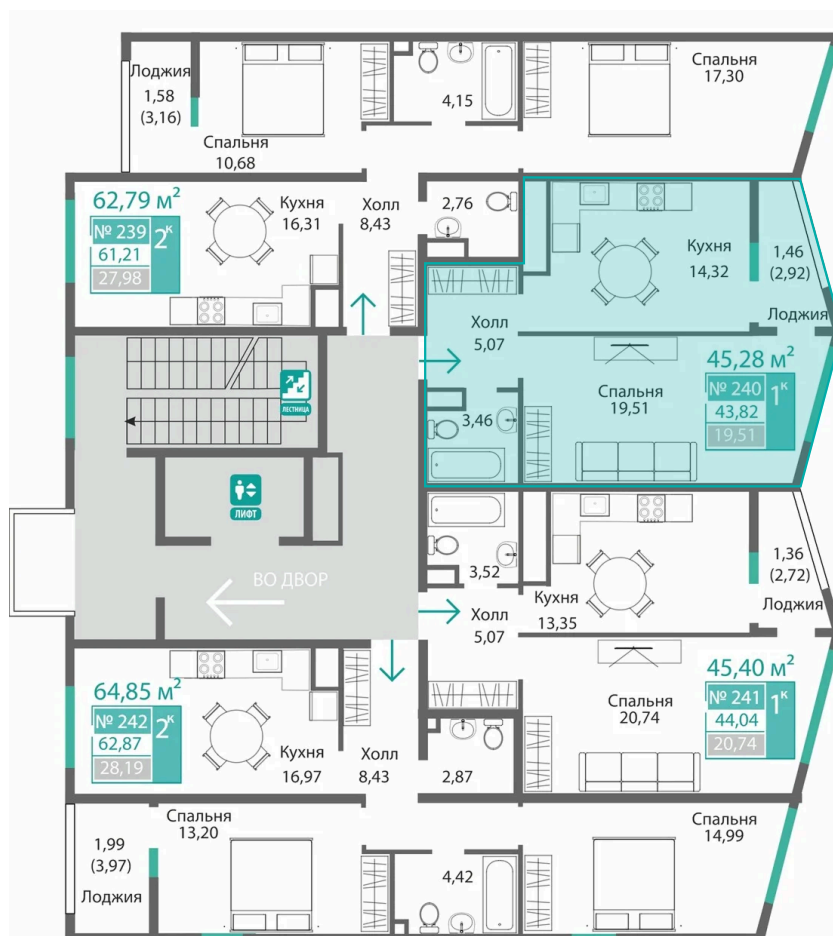 Лоджия
1,58
(3,16)
Спальня
10,68
4,15
Спальня
17,30
62,79 м²
№ 239
2к
61,21
27,98
Кухня
16,31
Холл
8,43
2,76
Кухня
14,32
1,46
(2,92)
Лоджия
Холл
5,07
45,28 м²
№ 240
1к
43,82
19,51
Спальня
19,51
3,46
ЛЕСТНИЦА
ЛИФТ
ВО ДВОР
3,52
Кухня
13,35
1,36
(2,72)
Лоджия
Холл
5,07
45,40 м²
№ 241
1к
44,04
20,74
Спальня
20,74
64,85 м²
№ 242
2к
62,87
28,19
Кухня
16,97
Холл
8,43
2,87
Спальня
13,20
1,99
(3,97)
Лоджия
4,42
Спальня
14,99